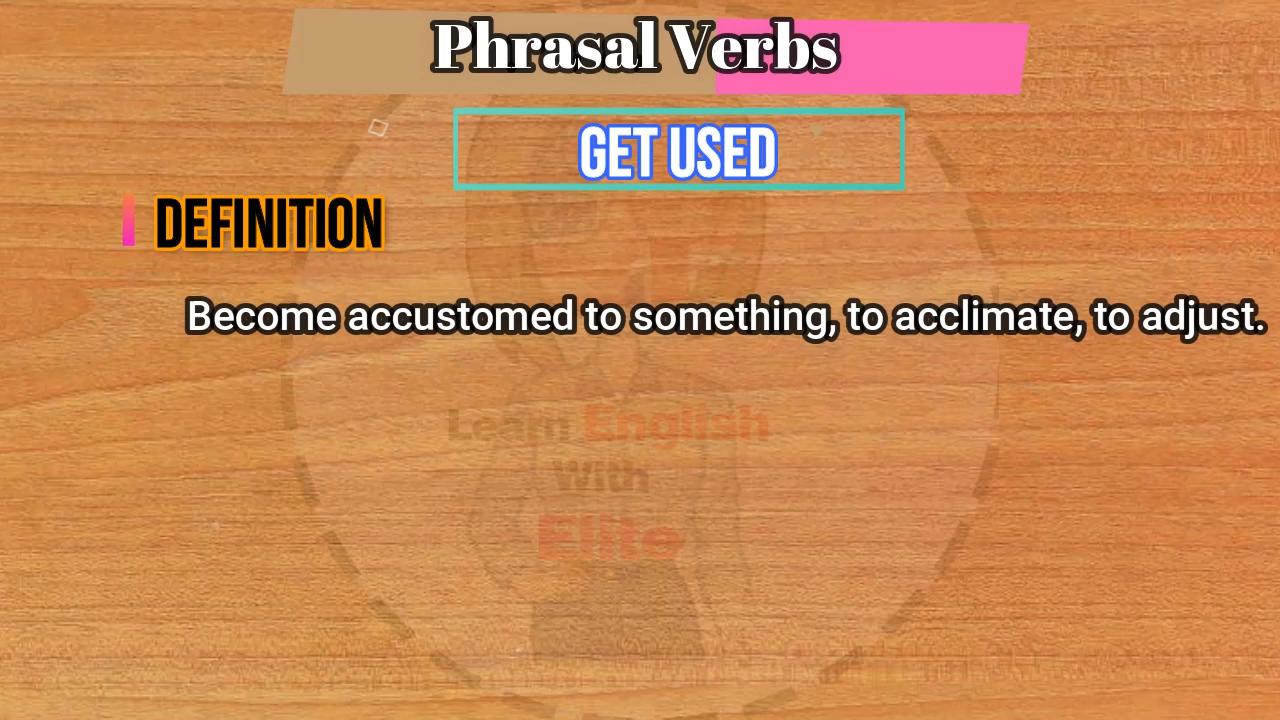 Phrasal Verbs
GET USED
DEFINITION
Become accustomed to something, to acclimate, to adjust.
Learn English
With
Elite